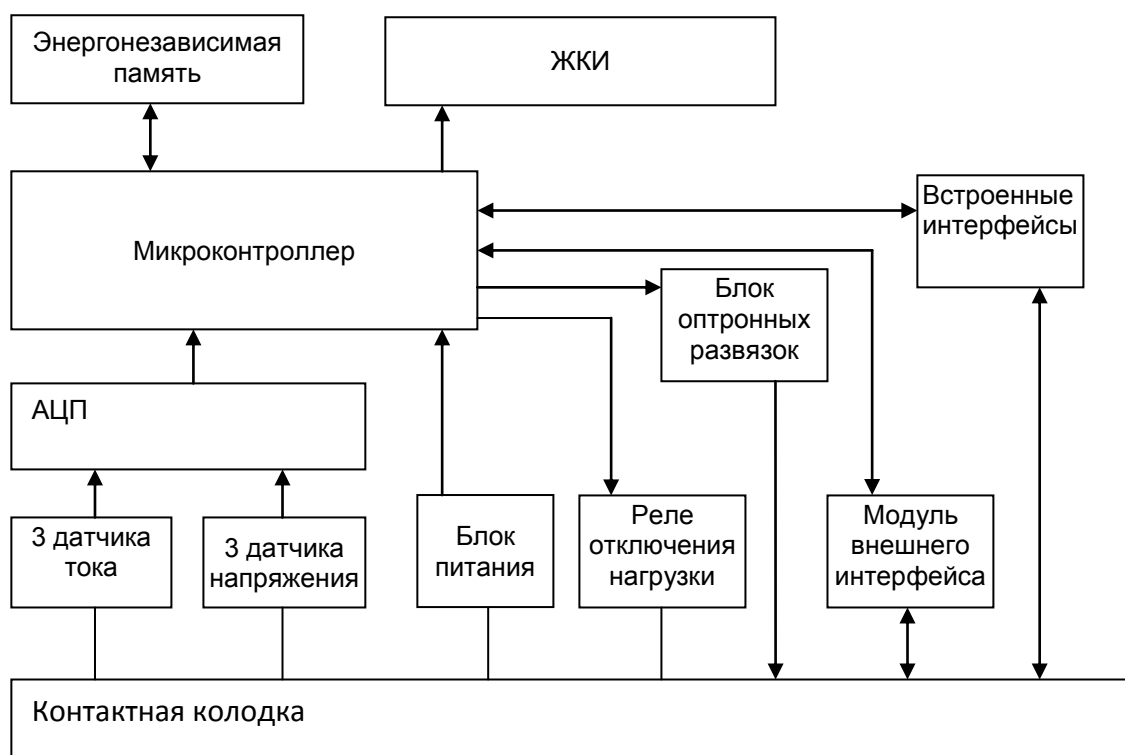 Энергонезависимая
память
ЖКИ
Микроконтроллер
Встроенные
интерфейсы
Блок
оптронных
развязок
АЦП
3 датчика
тока
3 датчика
напряжения
Блок
питания
Реле
отключения
нагрузки
Модуль
внешнего
интерфейса
Контактная колодка